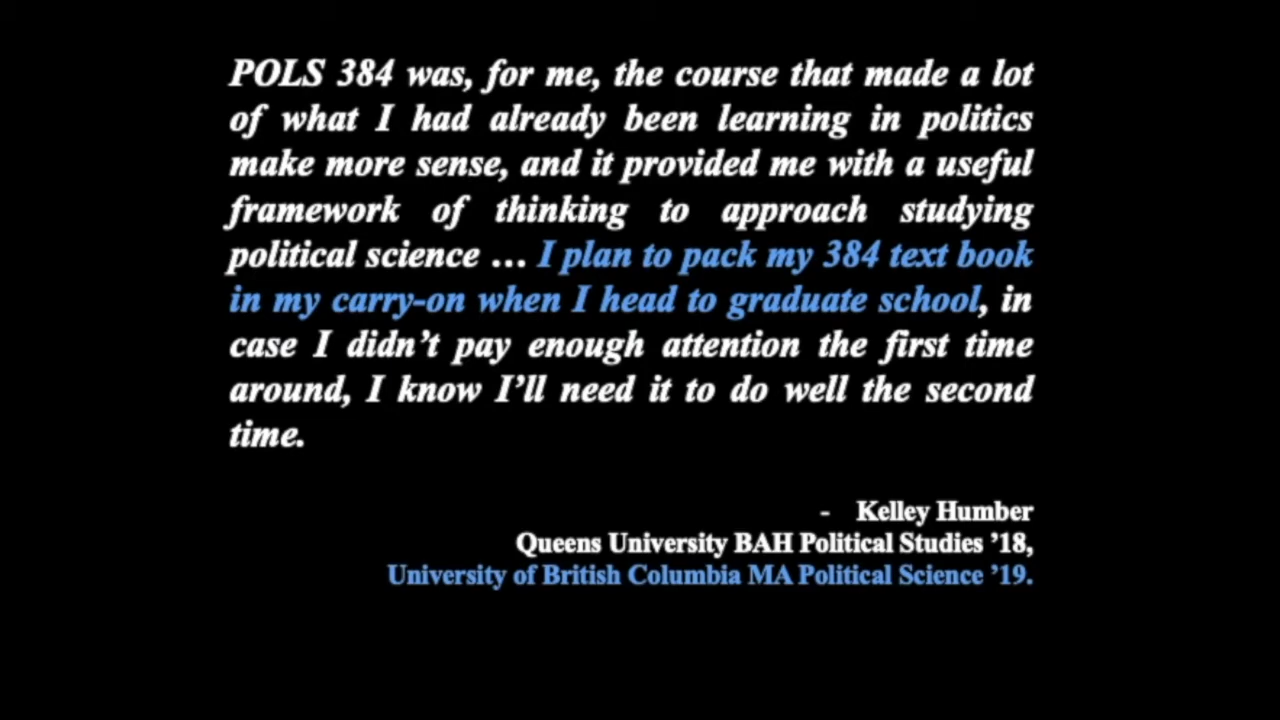 POLS 384 was, for me, the course that made a lot
of what I had already been learning in politics
make more sense, and it provided me with a useful
framework of thinking to approach studying
political science … I plan to pack my 384 text book
in my carry-on when I head to graduate school, in
case I didn’t pay enough attention the first time
around, I know I’ll need it to do well the second
time.
- Kelley Humber
Queens University BAH Political Studies ’18,
University of British Columbia MA Political Science ’19.